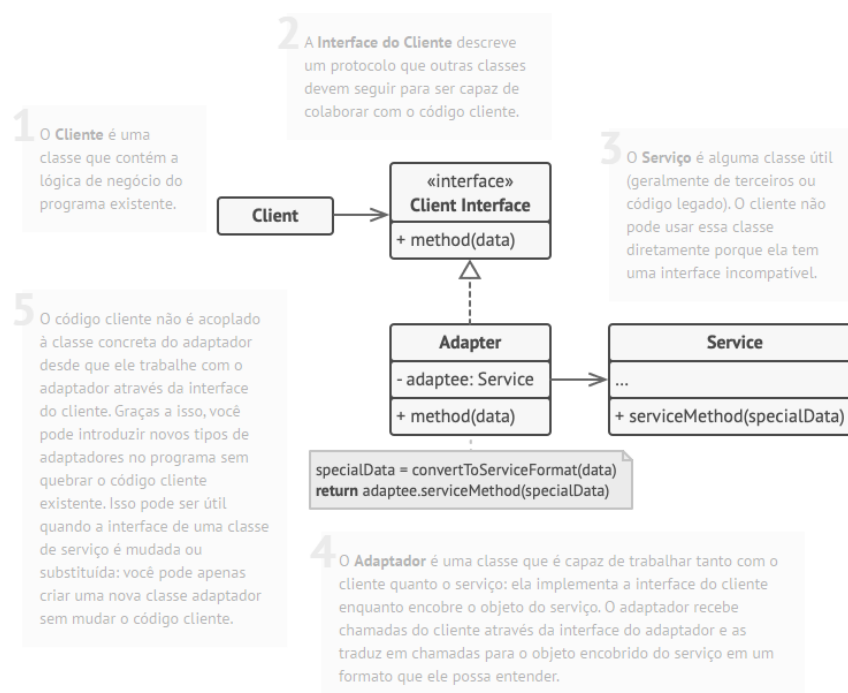 2
A Interface do Cliente descreve
um protocolo que outras classes
devem seguir para ser capaz de
colaborar com o código cliente.
1
O Cliente é uma
classe que contém a
lógica de negócio do
programa existente.
3
O Serviço é alguma classe útil
(geralmente de terceiros ou
código legado). O cliente não
pode usar essa classe
diretamente porque ela tem
uma interface incompatível.
Client
«interface»
Client Interface
+ method(data)
5
O código cliente não é acoplado
à classe concreta do adaptador
desde que ele trabalhe com o
adaptador através da interface
do cliente. Graças a isso, você
pode introduzir novos tipos de
adaptadores no programa sem
quebrar o código cliente
existente. Isso pode ser útil
quando a interface de uma classe
de serviço é mudada ou
substituída: você pode apenas
criar uma nova classe adaptador
sem mudar o código cliente.
Adapter
- adaptee: Service
+ method(data)
Service
...
+ serviceMethod(specialData)
specialData = convertToServiceFormat(data)
return adaptee.serviceMethod(specialData)
4
O Adaptador é uma classe que é capaz de trabalhar tanto com o
cliente quanto o serviço: ela implementa a interface do cliente
enquanto encobre o objeto do serviço. O adaptador recebe
chamadas do cliente através da interface do adaptador e as
traduz em chamadas para o objeto encobrido do serviço em um
formato que ele possa entender.